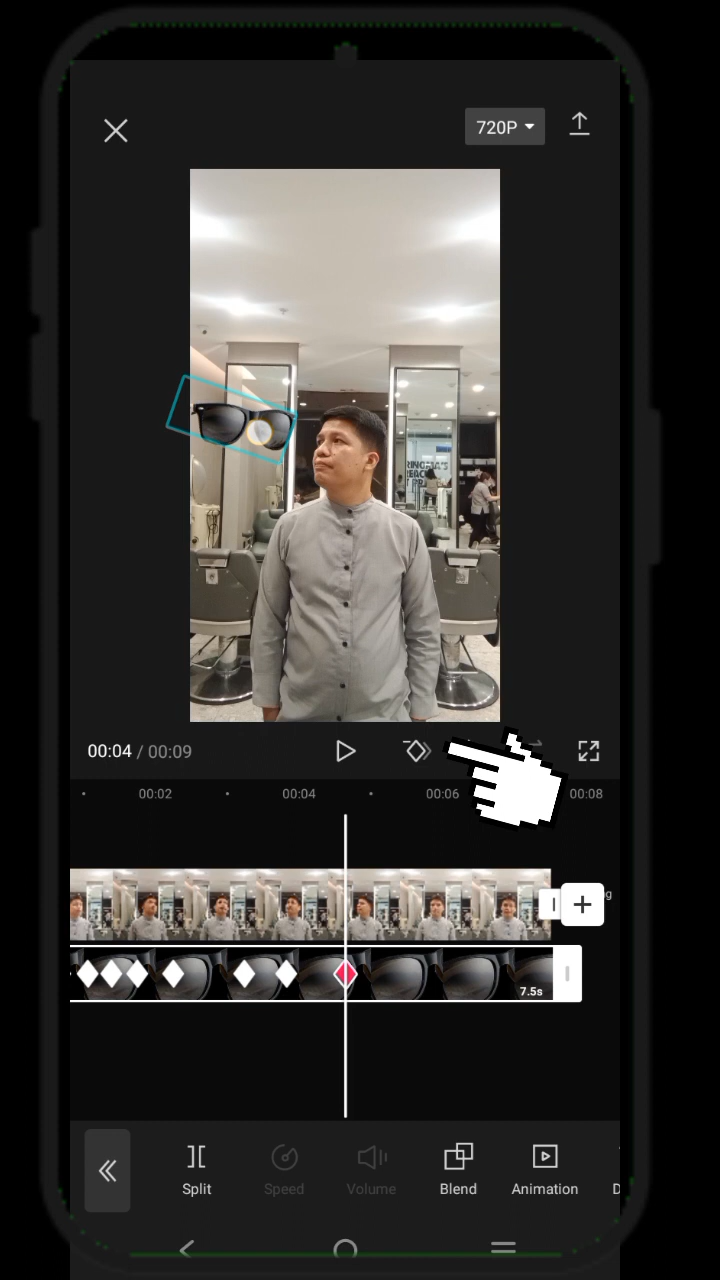 720P
00:04 / 00:09
00:02
00:04
00:06
00:08
7.5s
Split
Speed
Volume
Blend
Animation
D